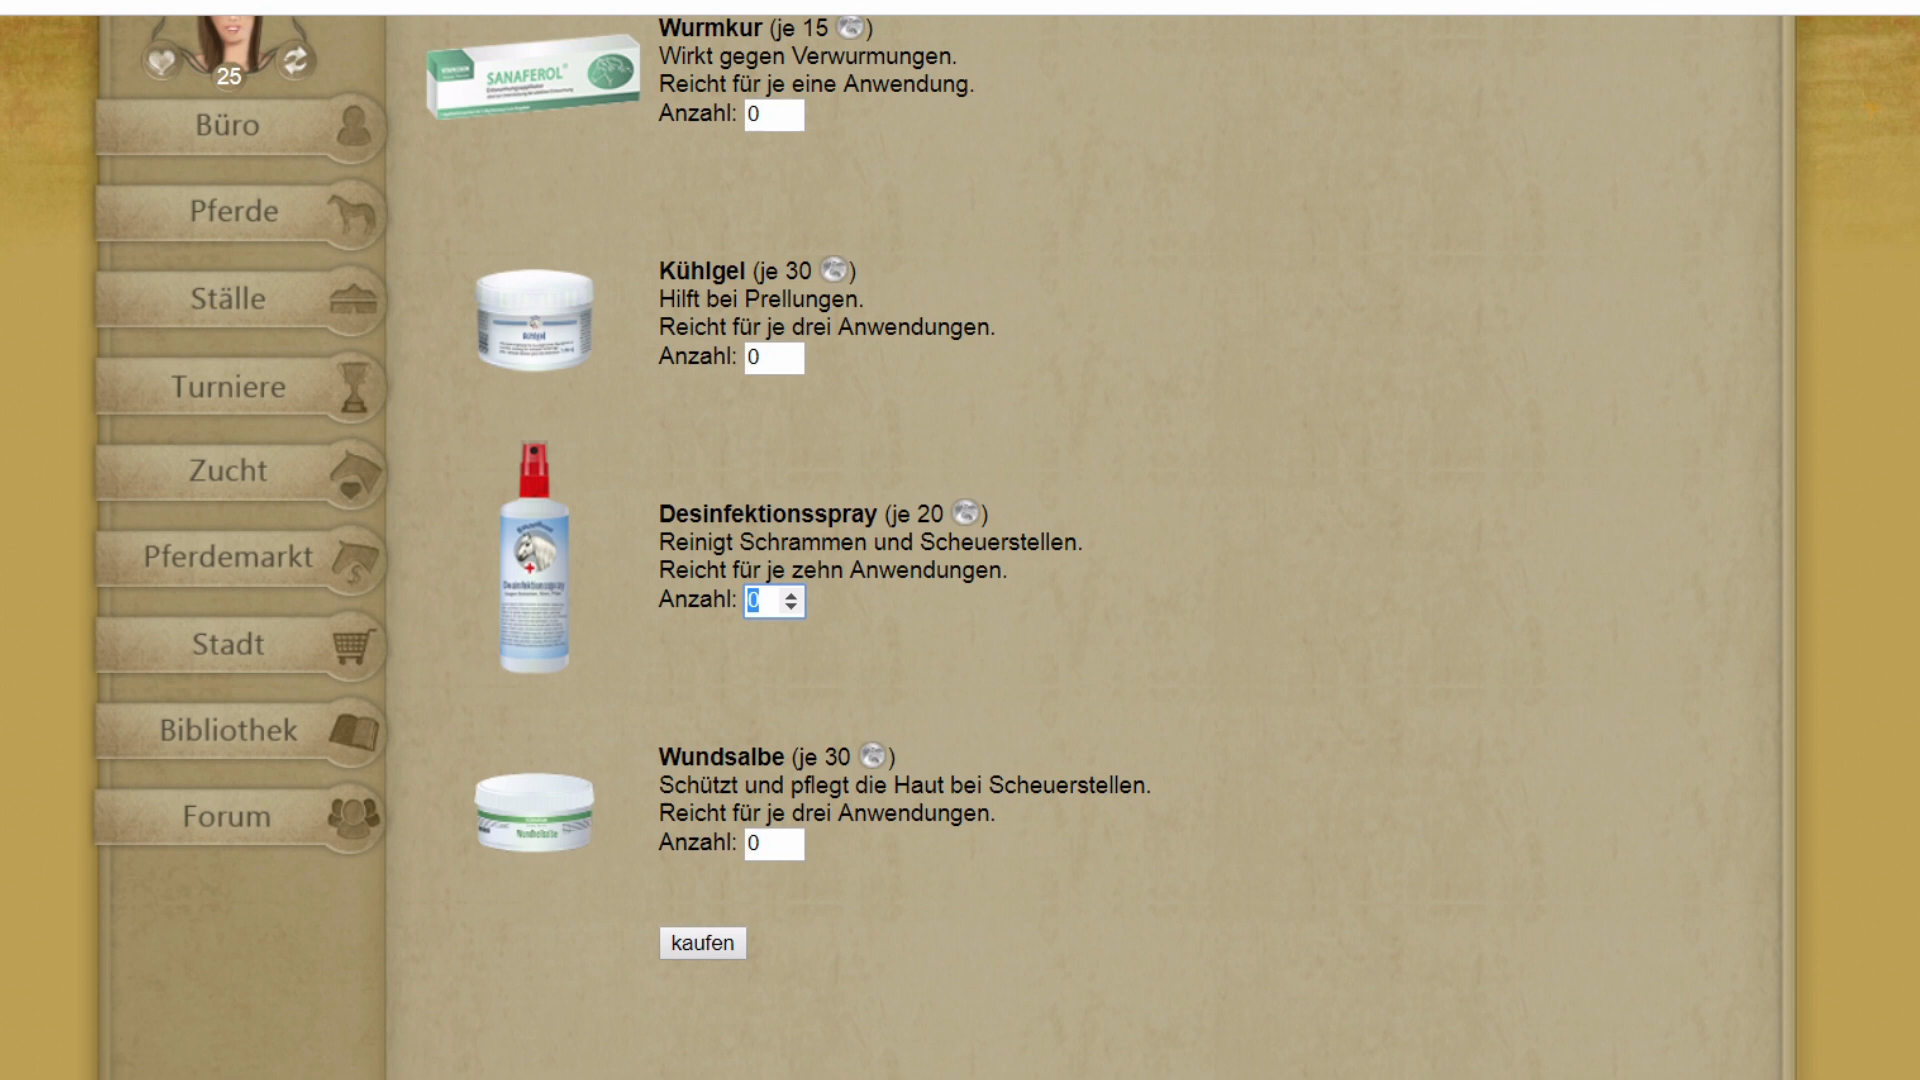 Wurmkur (je 15 )
Wirkt gegen Verwurmungen.
Reicht für je eine Anwendung.
Anzahl: 0
SANAFEROL®
25
Büro
Pferde
Ställe
Turniere
Zucht
Pferdemarkt
Stadt
Bibliothek
Forum
Kühlgel (je 30 )
Hilft bei Prellungen.
Reicht für je drei Anwendungen.
Anzahl: 0
Desinfektionsspray (je 20 )
Reinigt Schrammen und Scheuerstellen.
Reicht für je zehn Anwendungen.
Anzahl: 0
Desinfektionsspray
Wundsalbe (je 30 )
Schützt und pflegt die Haut bei Scheuerstellen.
Reicht für je drei Anwendungen.
Anzahl: 0
kaufen